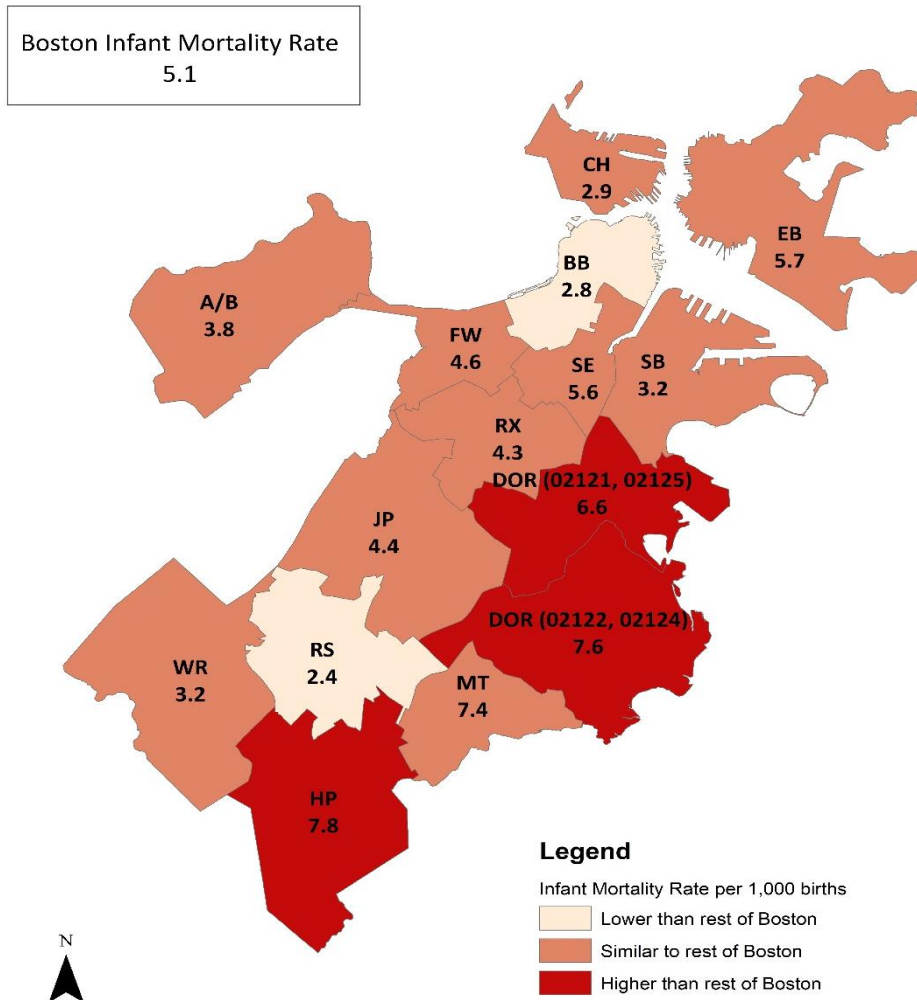 Boston Infant Mortality Rate
5.1
CH
2.9
EB
5.7
BB
2.8
A/B
3.8
FW
4.6
SE
5.6
SB
3.2
RX
4.3
DOR (02121, 02125)
6.6
JP
4.4
DOR (02122, 02124)
7.6
RS
2.4
WR
3.2
MT
7.4
HP
7.8
Legend
Infant Mortality Rate per 1,000 births
Lower than rest of Boston
Similar to rest of Boston
Higher than rest of Boston
N